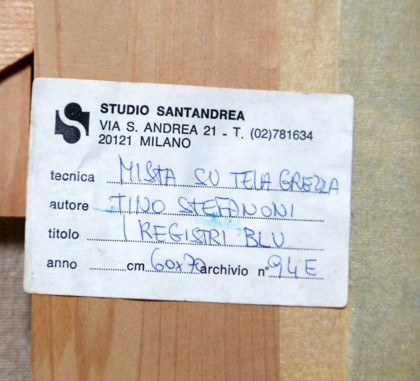 STUDIO SANTANDREA
VIA S. ANDREA 21 - T. (02)781634
20121 MILANO
tecnica MISTA SU TELA GREZZA
autore TINO STEFANONI
titolo I REGISTRI BLU
anno cm 60x70 archivio n° 94E